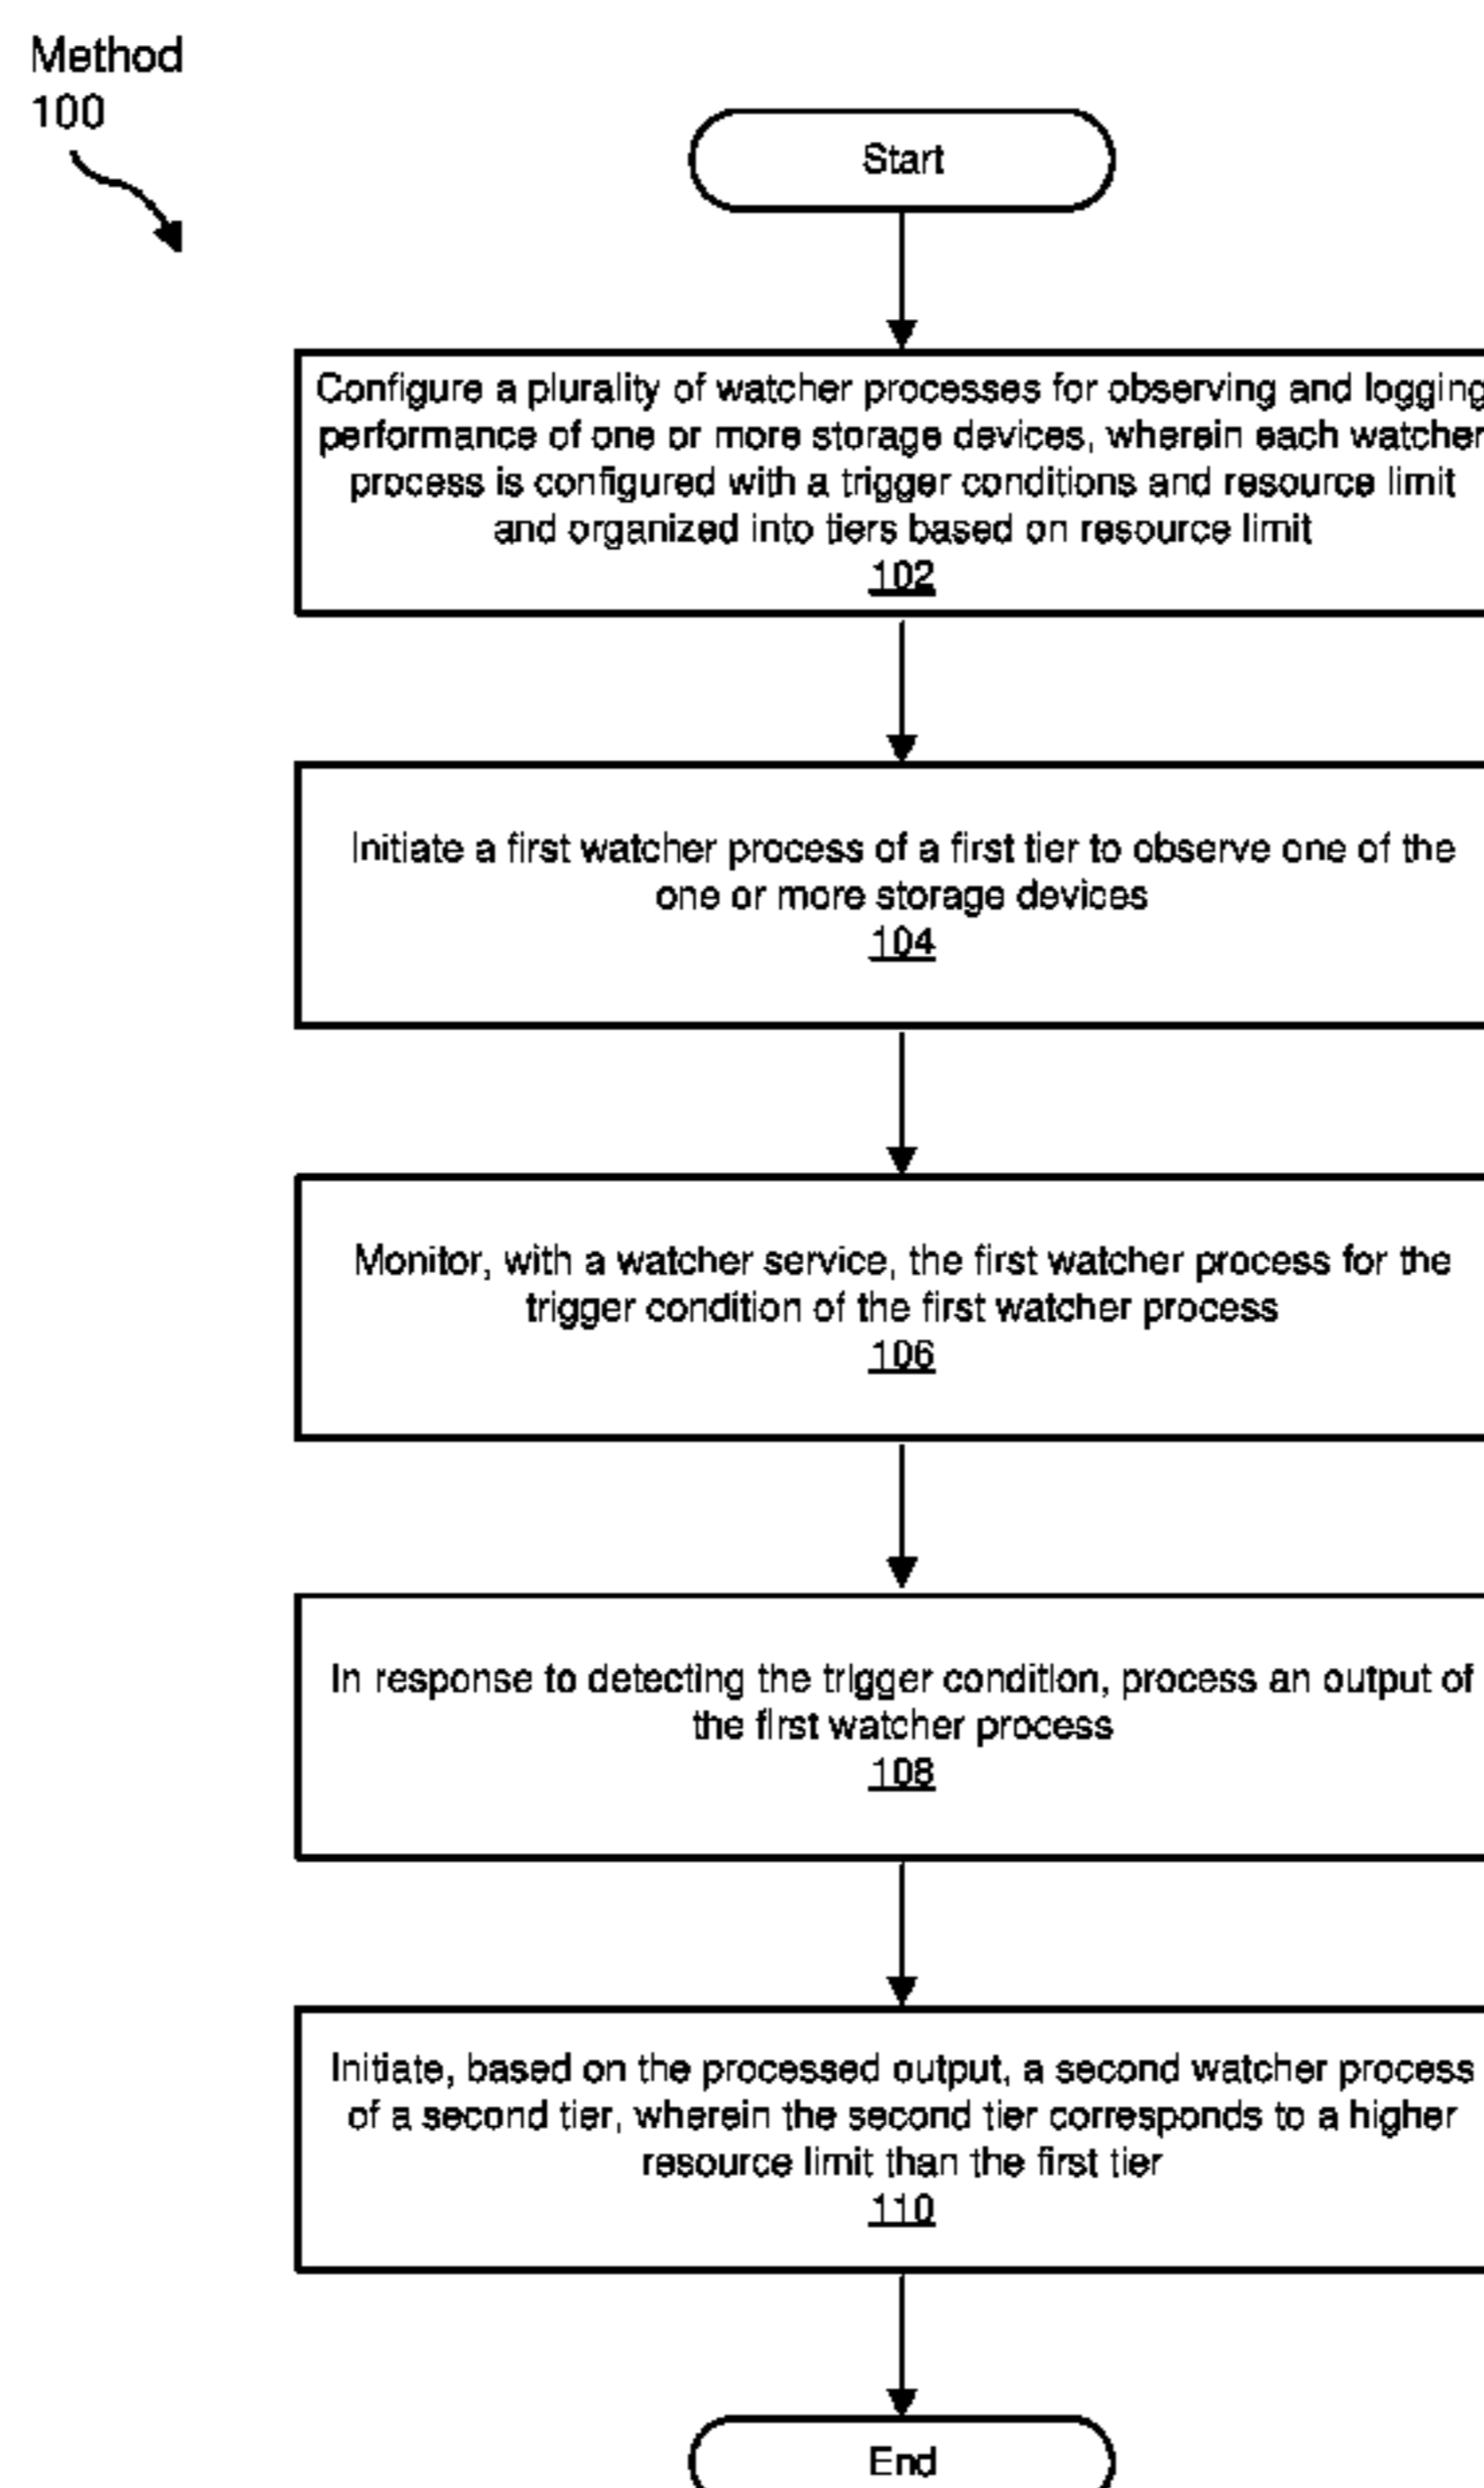 Method
100
Start
Configure a plurality of watcher processes for observing and logging
performance of one or more storage devices, wherein each watcher
process is configured with a trigger conditions and resource limit
and organized into tiers based on resource limit
102
Initiate a first watcher process of a first tier to observe one of the
one or more storage devices
104
Monitor, with a watcher service, the first watcher process for the
trigger condition of the first watcher process
106
In response to detecting the trigger condition, process an output of
the first watcher process
108
Initiate, based on the processed output, a second watcher process
of a second tier, wherein the second tier corresponds to a higher
resource limit than the first tier
110
End